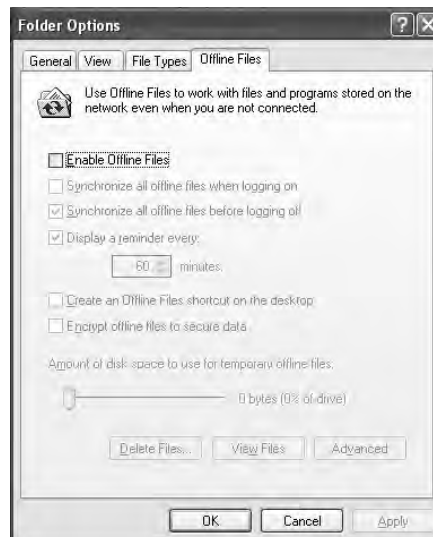 Folder Options
General View File Types Offline Files
Use Offline Files to work with files and programs stored on the
network even when you are not connected.
Enable Offline Files
Synchronize all offline files when logging on
Synchronize all offline files before logging off
Display a reminder every:
60 minutes.
Create an Offline Files shortcut on the desktop
Encrypt offline files to secure data
Amount of disk space to use for temporary offline files:
0 bytes (0% of drive)
Delete Files... View Files Advanced
OK Cancel Apply